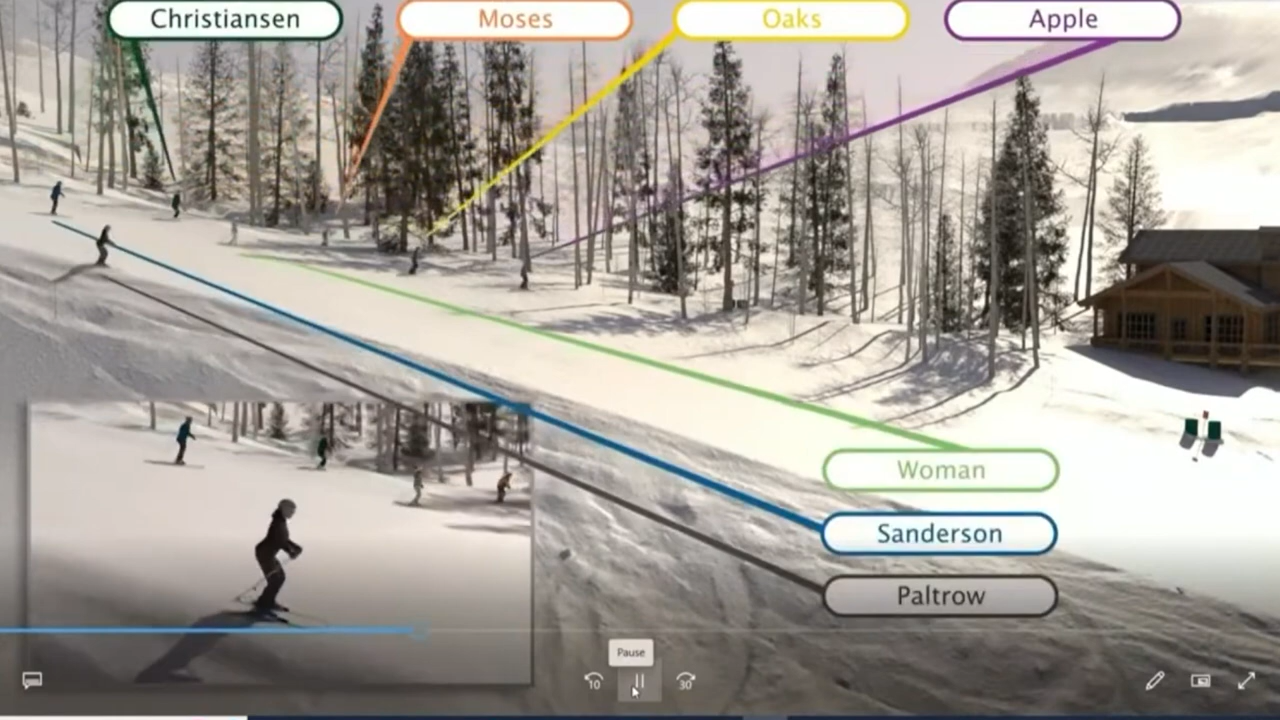 Christiansen
Moses
Oaks
Apple
Woman
Sanderson
Paltrow
Pause
10
30